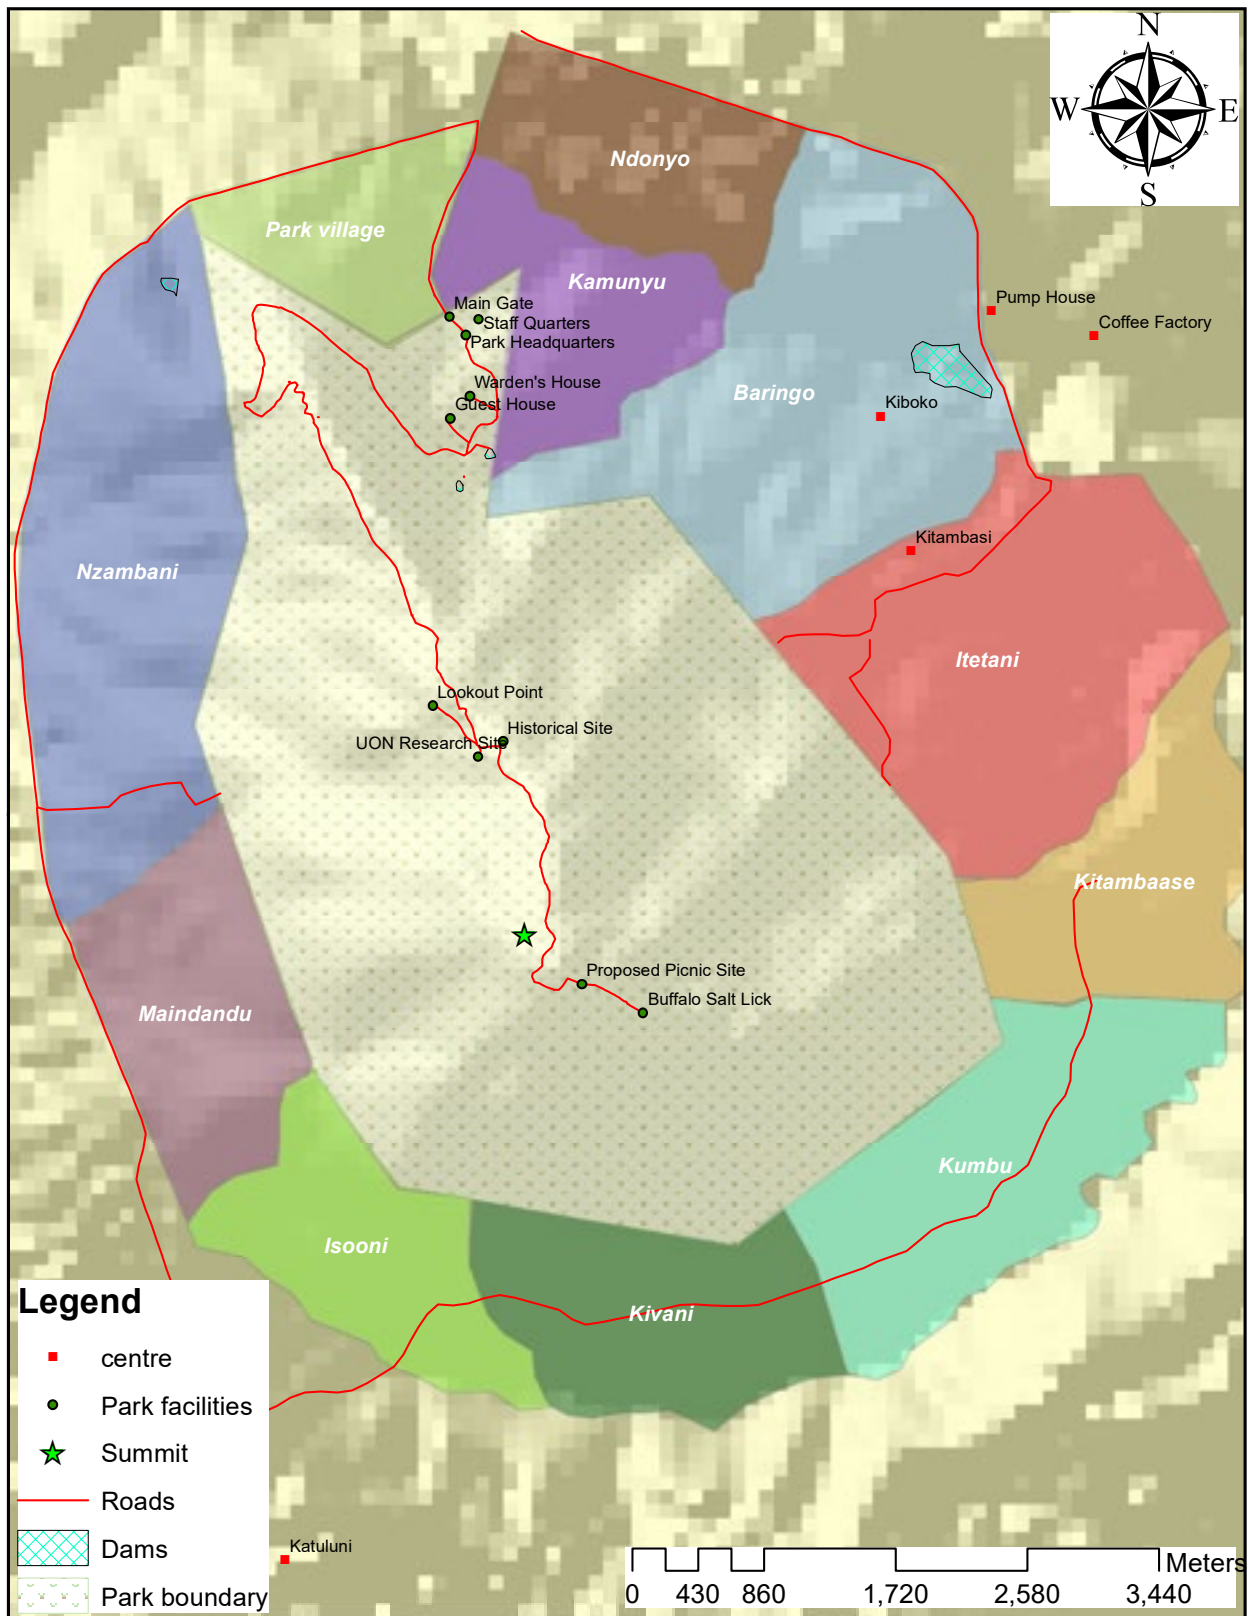 N
W
E
S
Ndonyo
Park village
Kamunyu
Main Gate
Staff Quarters
Park Headquarters
Pump House
Coffee Factory
Warden's House
Guest House
Baringo
Kiboko
Kitambasi
Nzambani
Itetani
Lookout Point
Historical Site
UON Research Site
Kitambaase
Proposed Picnic Site
Buffalo Salt Lick
Maindandu
Kumbu
Isooni
Kivani
Legend
centre
Park facilities
Summit
Roads
Dams
Park boundary
Katuluni
Meters
0 430 860 1,720 2,580 3,440